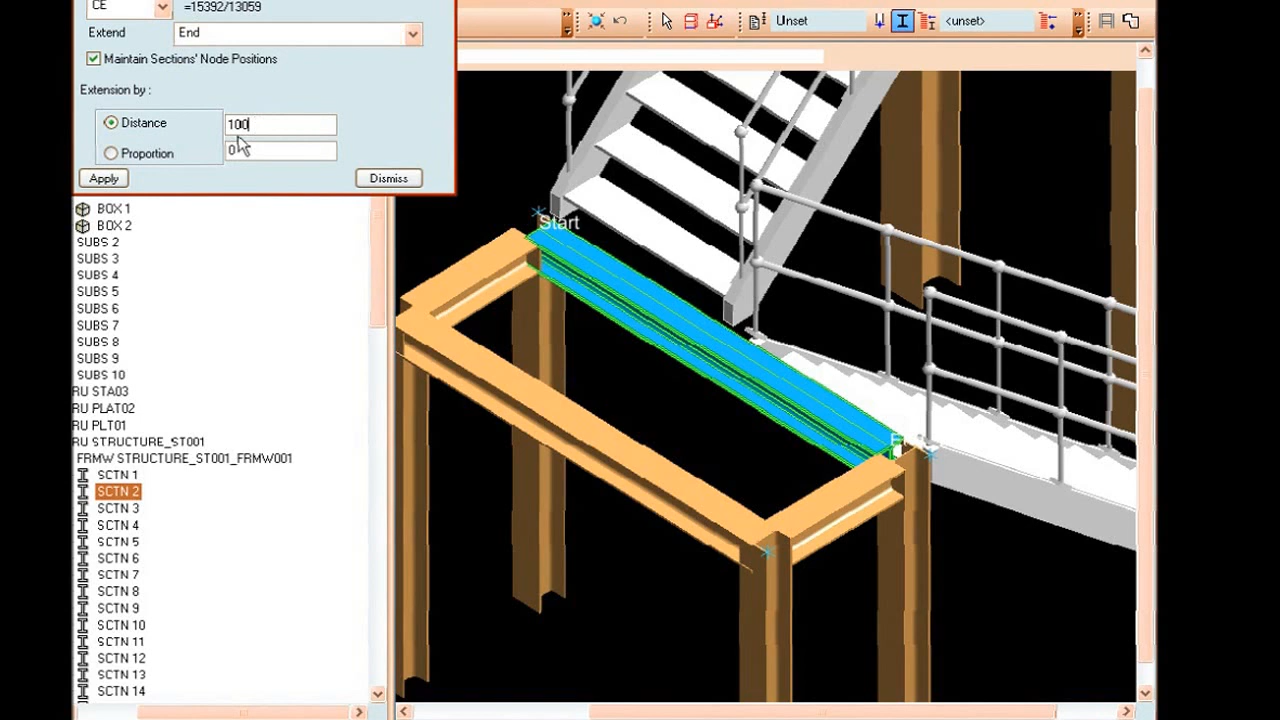 CE =15392/13059
Unset <unset>
Extend End
Maintain Sections' Node Positions
Extension by :
Distance 100
Proportion 0
Apply Dismiss
BOX 1
BOX 2
SUBS 2
SUBS 3
SUBS 4
SUBS 5
SUBS 6
SUBS 7
SUBS 8
SUBS 9
SUBS 10
RU STA03
RU PLAT02
RU PLT01
RU STRUCTURE_ST001
FRMW STRUCTURE_ST001_FRMW001
SCTN 1
SCTN 2
SCTN 3
SCTN 4
SCTN 5
SCTN 6
SCTN 7
SCTN 8
SCTN 9
SCTN 10
SCTN 11
SCTN 12
SCTN 13
SCTN 14
Start